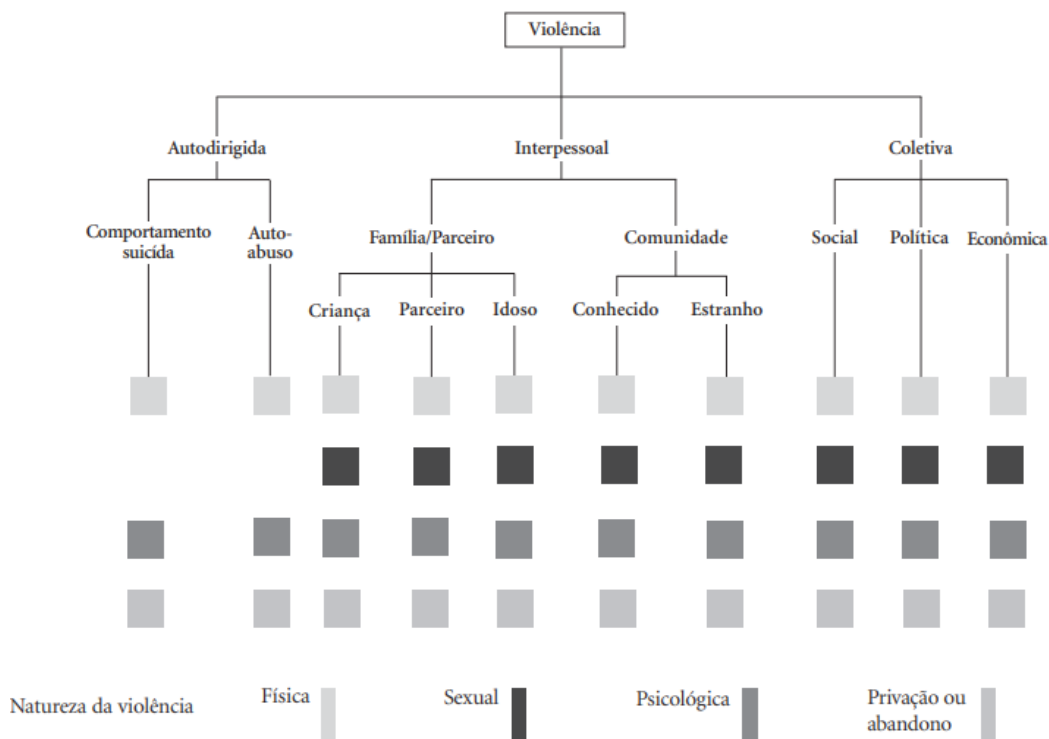 Violência
Autodirigida
Interpessoal
Coletiva
Comportamento
suicída
Auto-
abuso
Família/Parceiro
Comunidade
Social
Política
Econômica
Criança
Parceiro
Idoso
Conhecido
Estranho
Natureza da violência
Física
Sexual
Psicológica
Privação ou
abandono